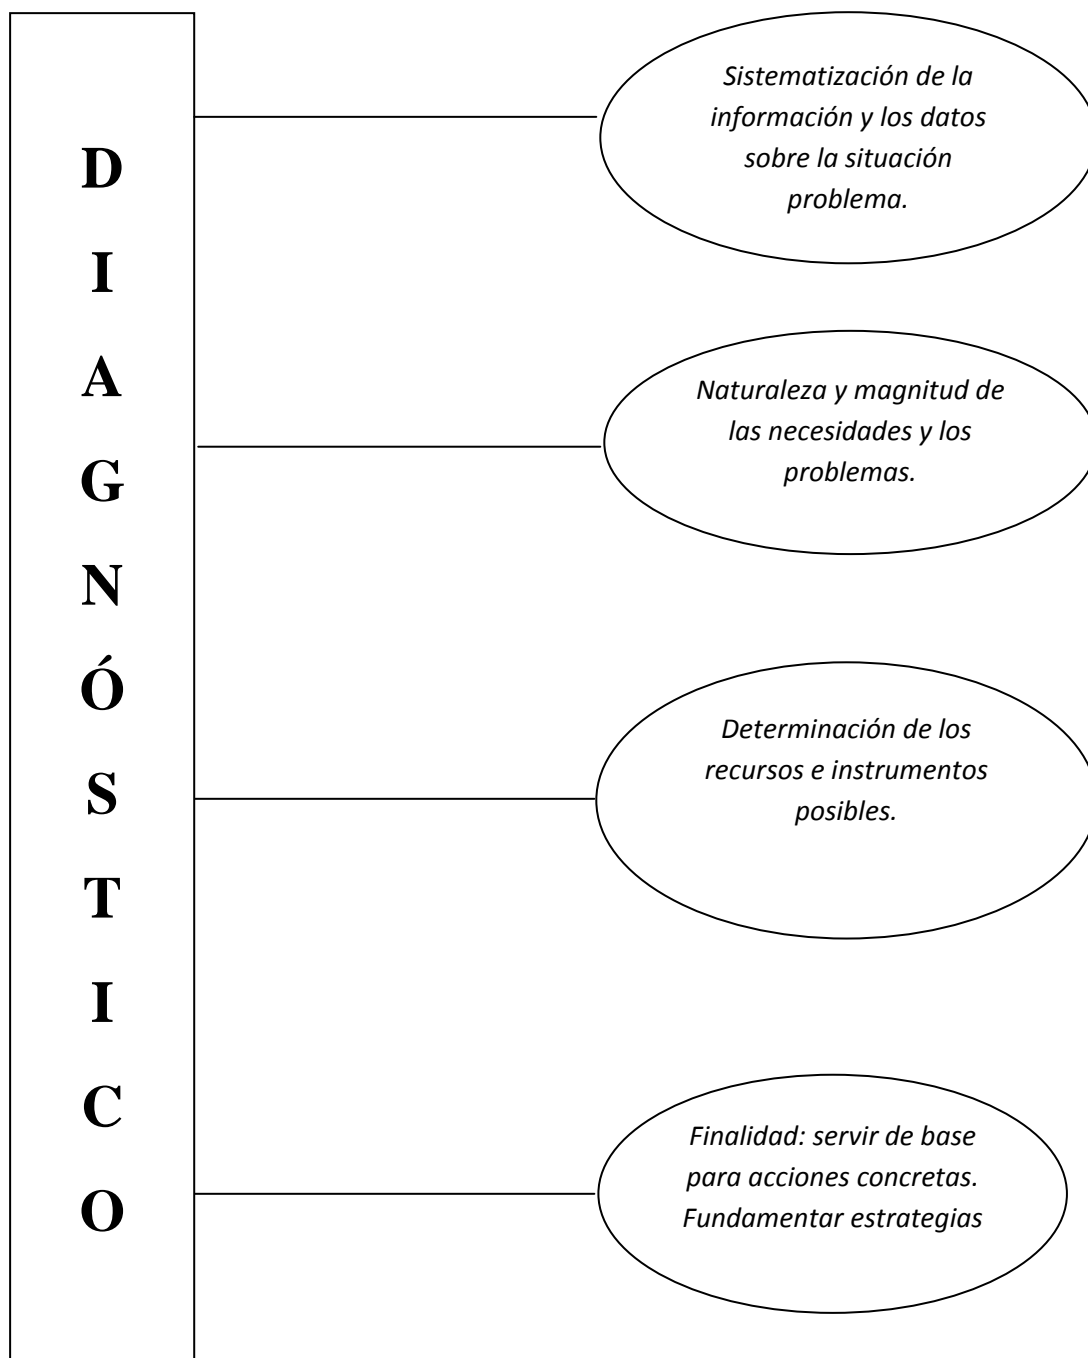 D
I
A
G
N
Ó
S
T
I
C
O
Sistematización de la
información y los datos
sobre la situación
problema.
Naturaleza y magnitud de
las necesidades y los
problemas.
Determinación de los
recursos e instrumentos
posibles.
Finalidad: servir de base
para acciones concretas.
Fundamentar estrategias